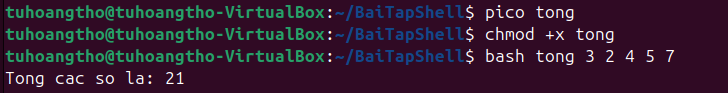 tuhoangtho@tuhoangtho-VirtualBox:~/BaiTapShell$ pico tong
tuhoangtho@tuhoangtho-VirtualBox:~/BaiTapShell$ chmod +x tong
tuhoangtho@tuhoangtho-VirtualBox:~/BaiTapShell$ bash tong 3 2 4 5 7
Tong cac so la: 21